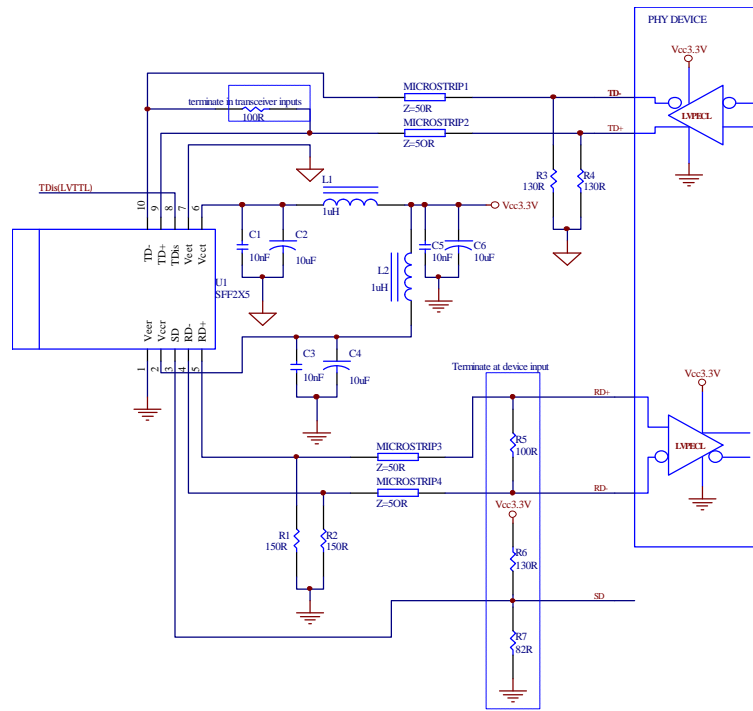 PHY DEVICE
Vcc3.3V
MICROSTRIP1
TD-
terminate in transceiver inputs
Z=50R
LVPECL
100R
MICROSTRIP2
TD+
Z=5OR
R3
130R
R4
130R
TDis(LVTTL)
L1
1uH
Vcc3.3V
10
9
8
7
6
TD-
TD+
TDis
Veet
Vcct
C1
10nF
C2
10uF
C5
10nF
C6
10uF
L2
1uH
U1
SFF2X5
Veer
Vccr
SD
RD-
RD+
1
2
3
4
5
C3
10nF
C4
10uF
Terminate at device input
Vcc3.3V
RD+
R5
100R
LVPECL
MICROSTRIP3
Z=50R
MICROSTRIP4
Z=5OR
RD-
Vcc3.3V
R1
150R
R2
150R
R6
130R
SD
R7
82R